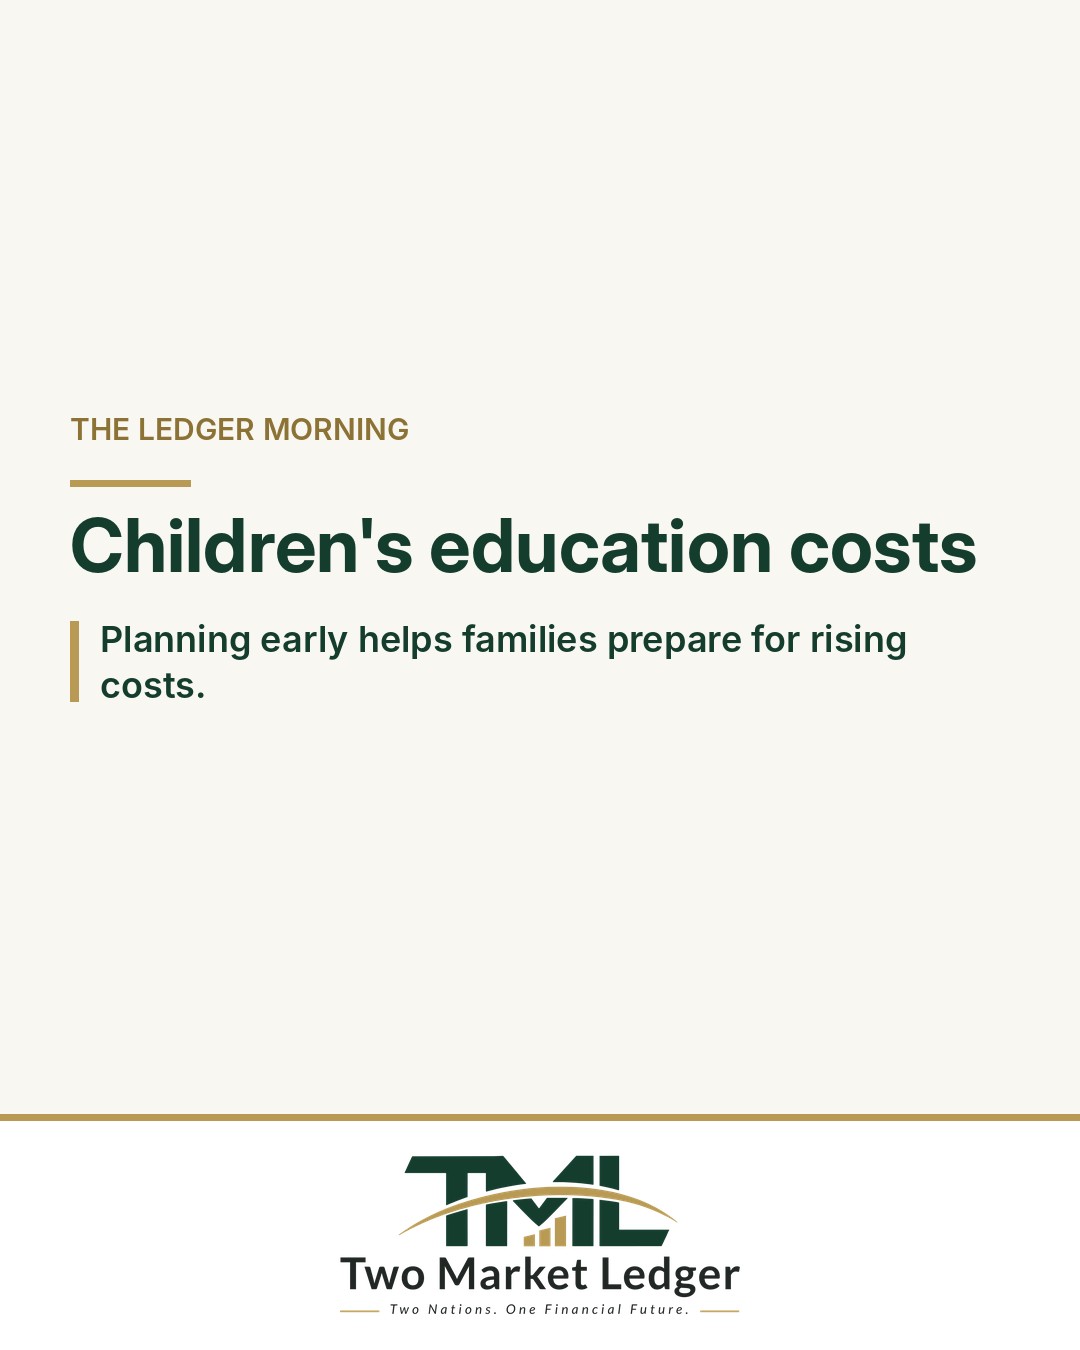 THE LEDGER MORNING
Children's education costs
Planning early helps families prepare for rising
costs.
TML
Two Market Ledger
Two Nations. One Financial Future.